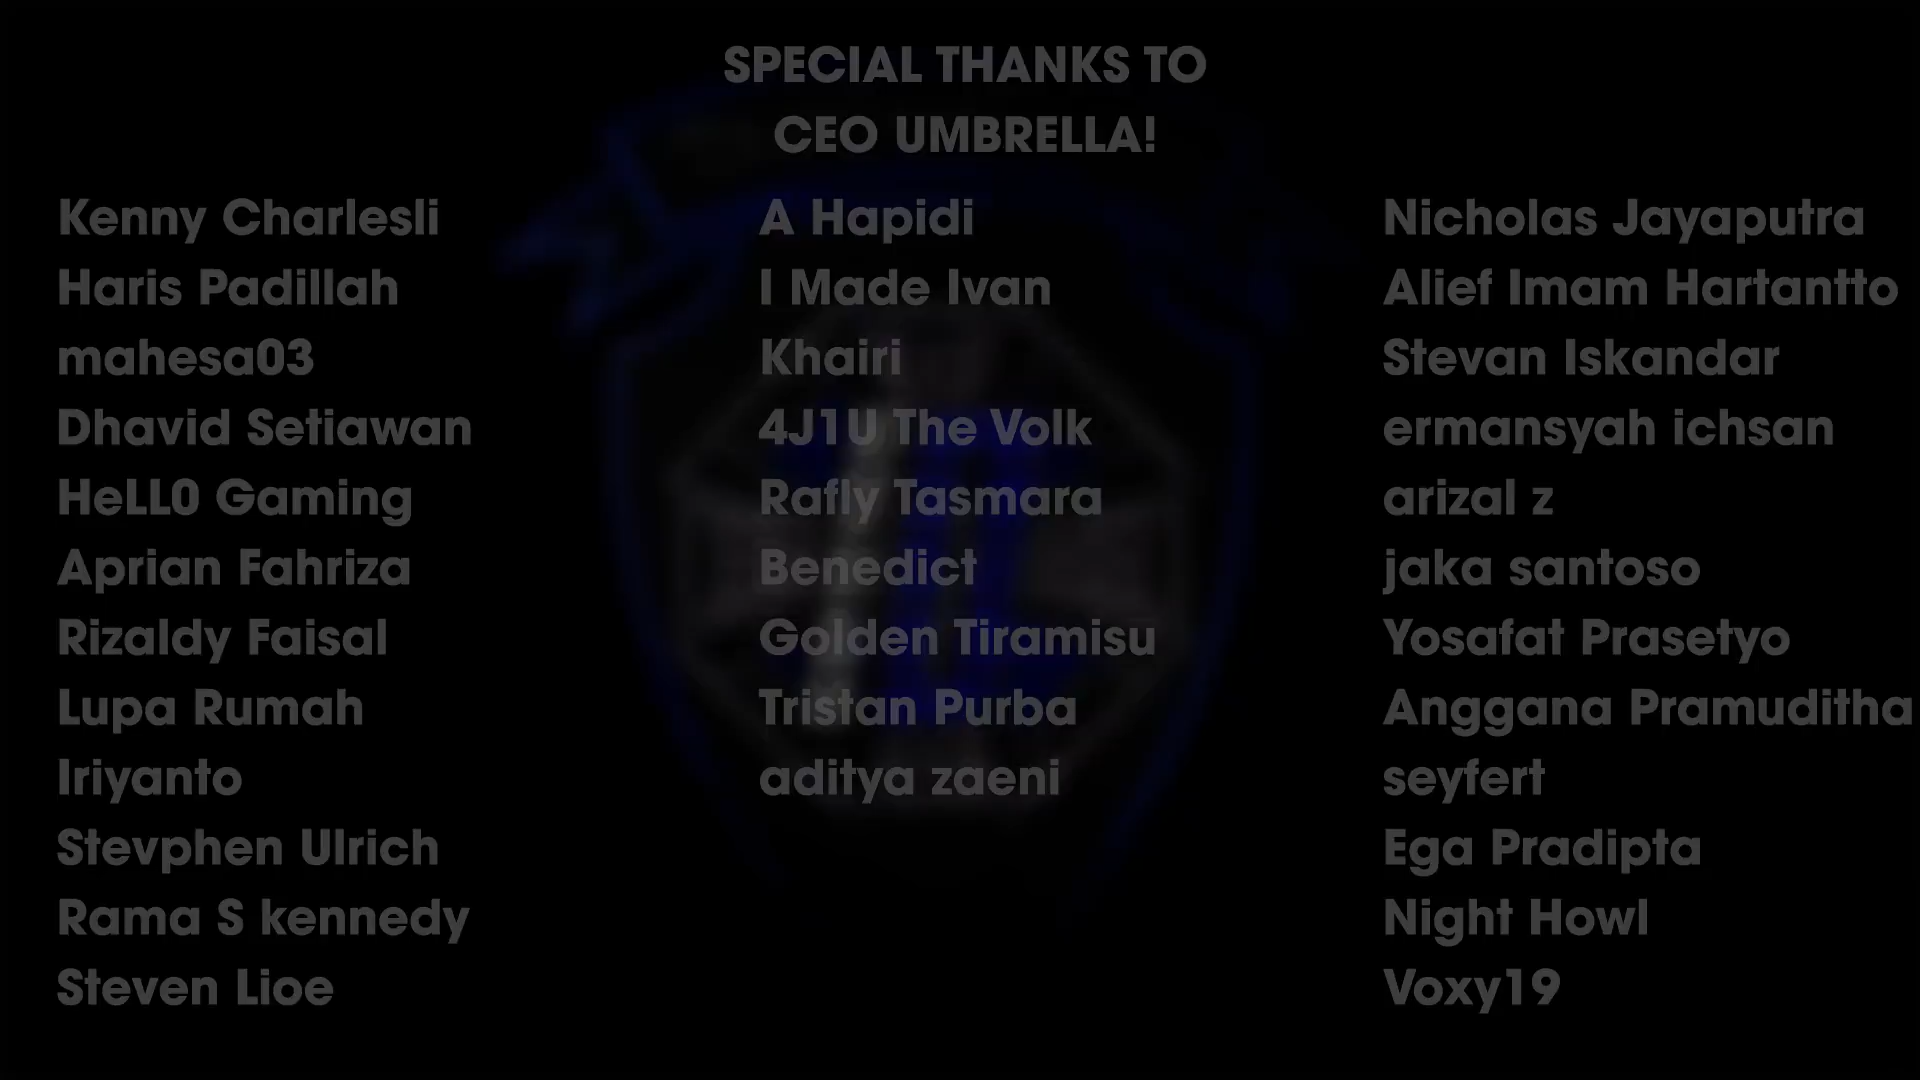 SPECIAL THANKS TO
CEO UMBRELLA!
Kenny Charlesli
Haris Padillah
mahesa03
Dhavid Setiawan
HeLL0 Gaming
Aprian Fahriza
Rizaldy Faisal
Lupa Rumah
Iriyanto
Stevphen Ulrich
Rama S kennedy
Steven Lioe
A Hapidi
I Made Ivan
Khairi
4J1U The Volk
Rafly Tasmara
Benedict
Golden Tiramisu
Tristan Purba
aditya zaeni
Nicholas Jayaputra
Alief Imam Hartantto
Stevan Iskandar
ermansyah ichsan
arizal z
jaka santoso
Yosafat Prasetyo
Anggana Pramuditha
seyfert
Ega Pradipta
Night Howl
Voxy19